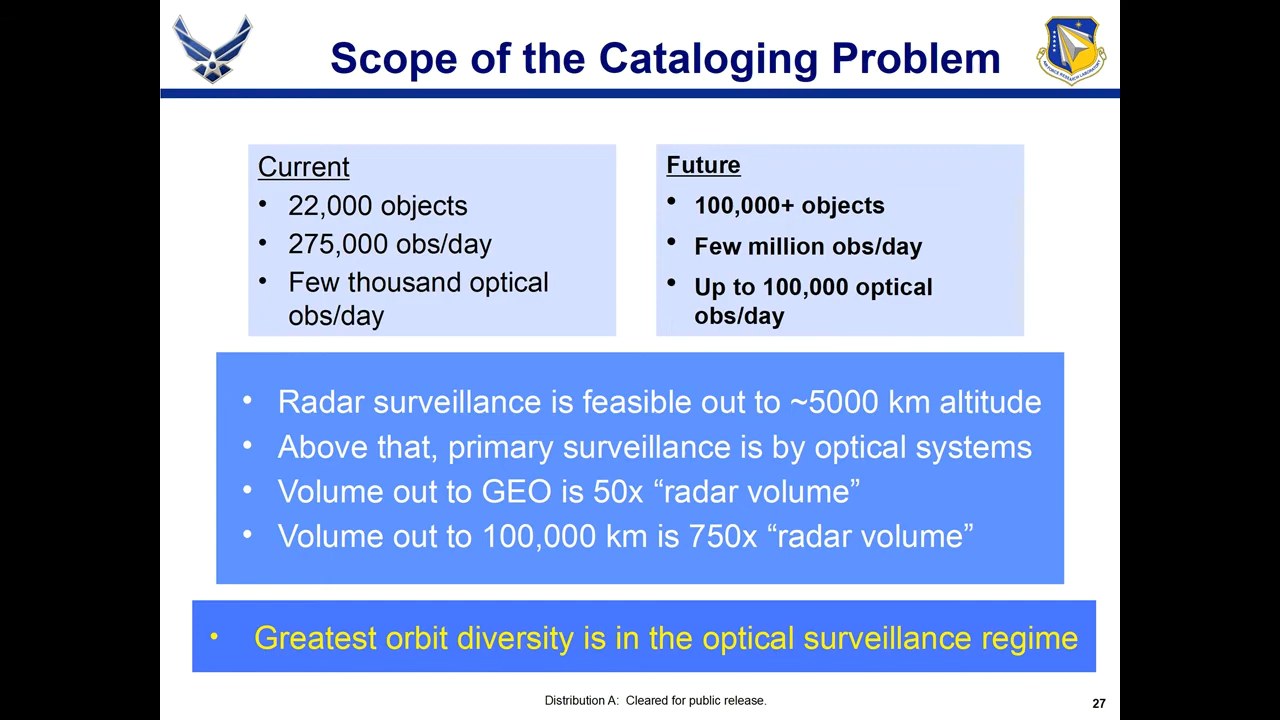 Scope of the Cataloging Problem
Current
• 22,000 objects
• 275,000 obs/day
• Few thousand optical
obs/day
Future
• 100,000+ objects
• Few million obs/day
• Up to 100,000 optical
obs/day
• Radar surveillance is feasible out to ~5000 km altitude
• Above that, primary surveillance is by optical systems
• Volume out to GEO is 50x “radar volume”
• Volume out to 100,000 km is 750x “radar volume”
• Greatest orbit diversity is in the optical surveillance regime
Distribution A: Cleared for public release.
27
AIR FORCE RESEARCH LABORATORY